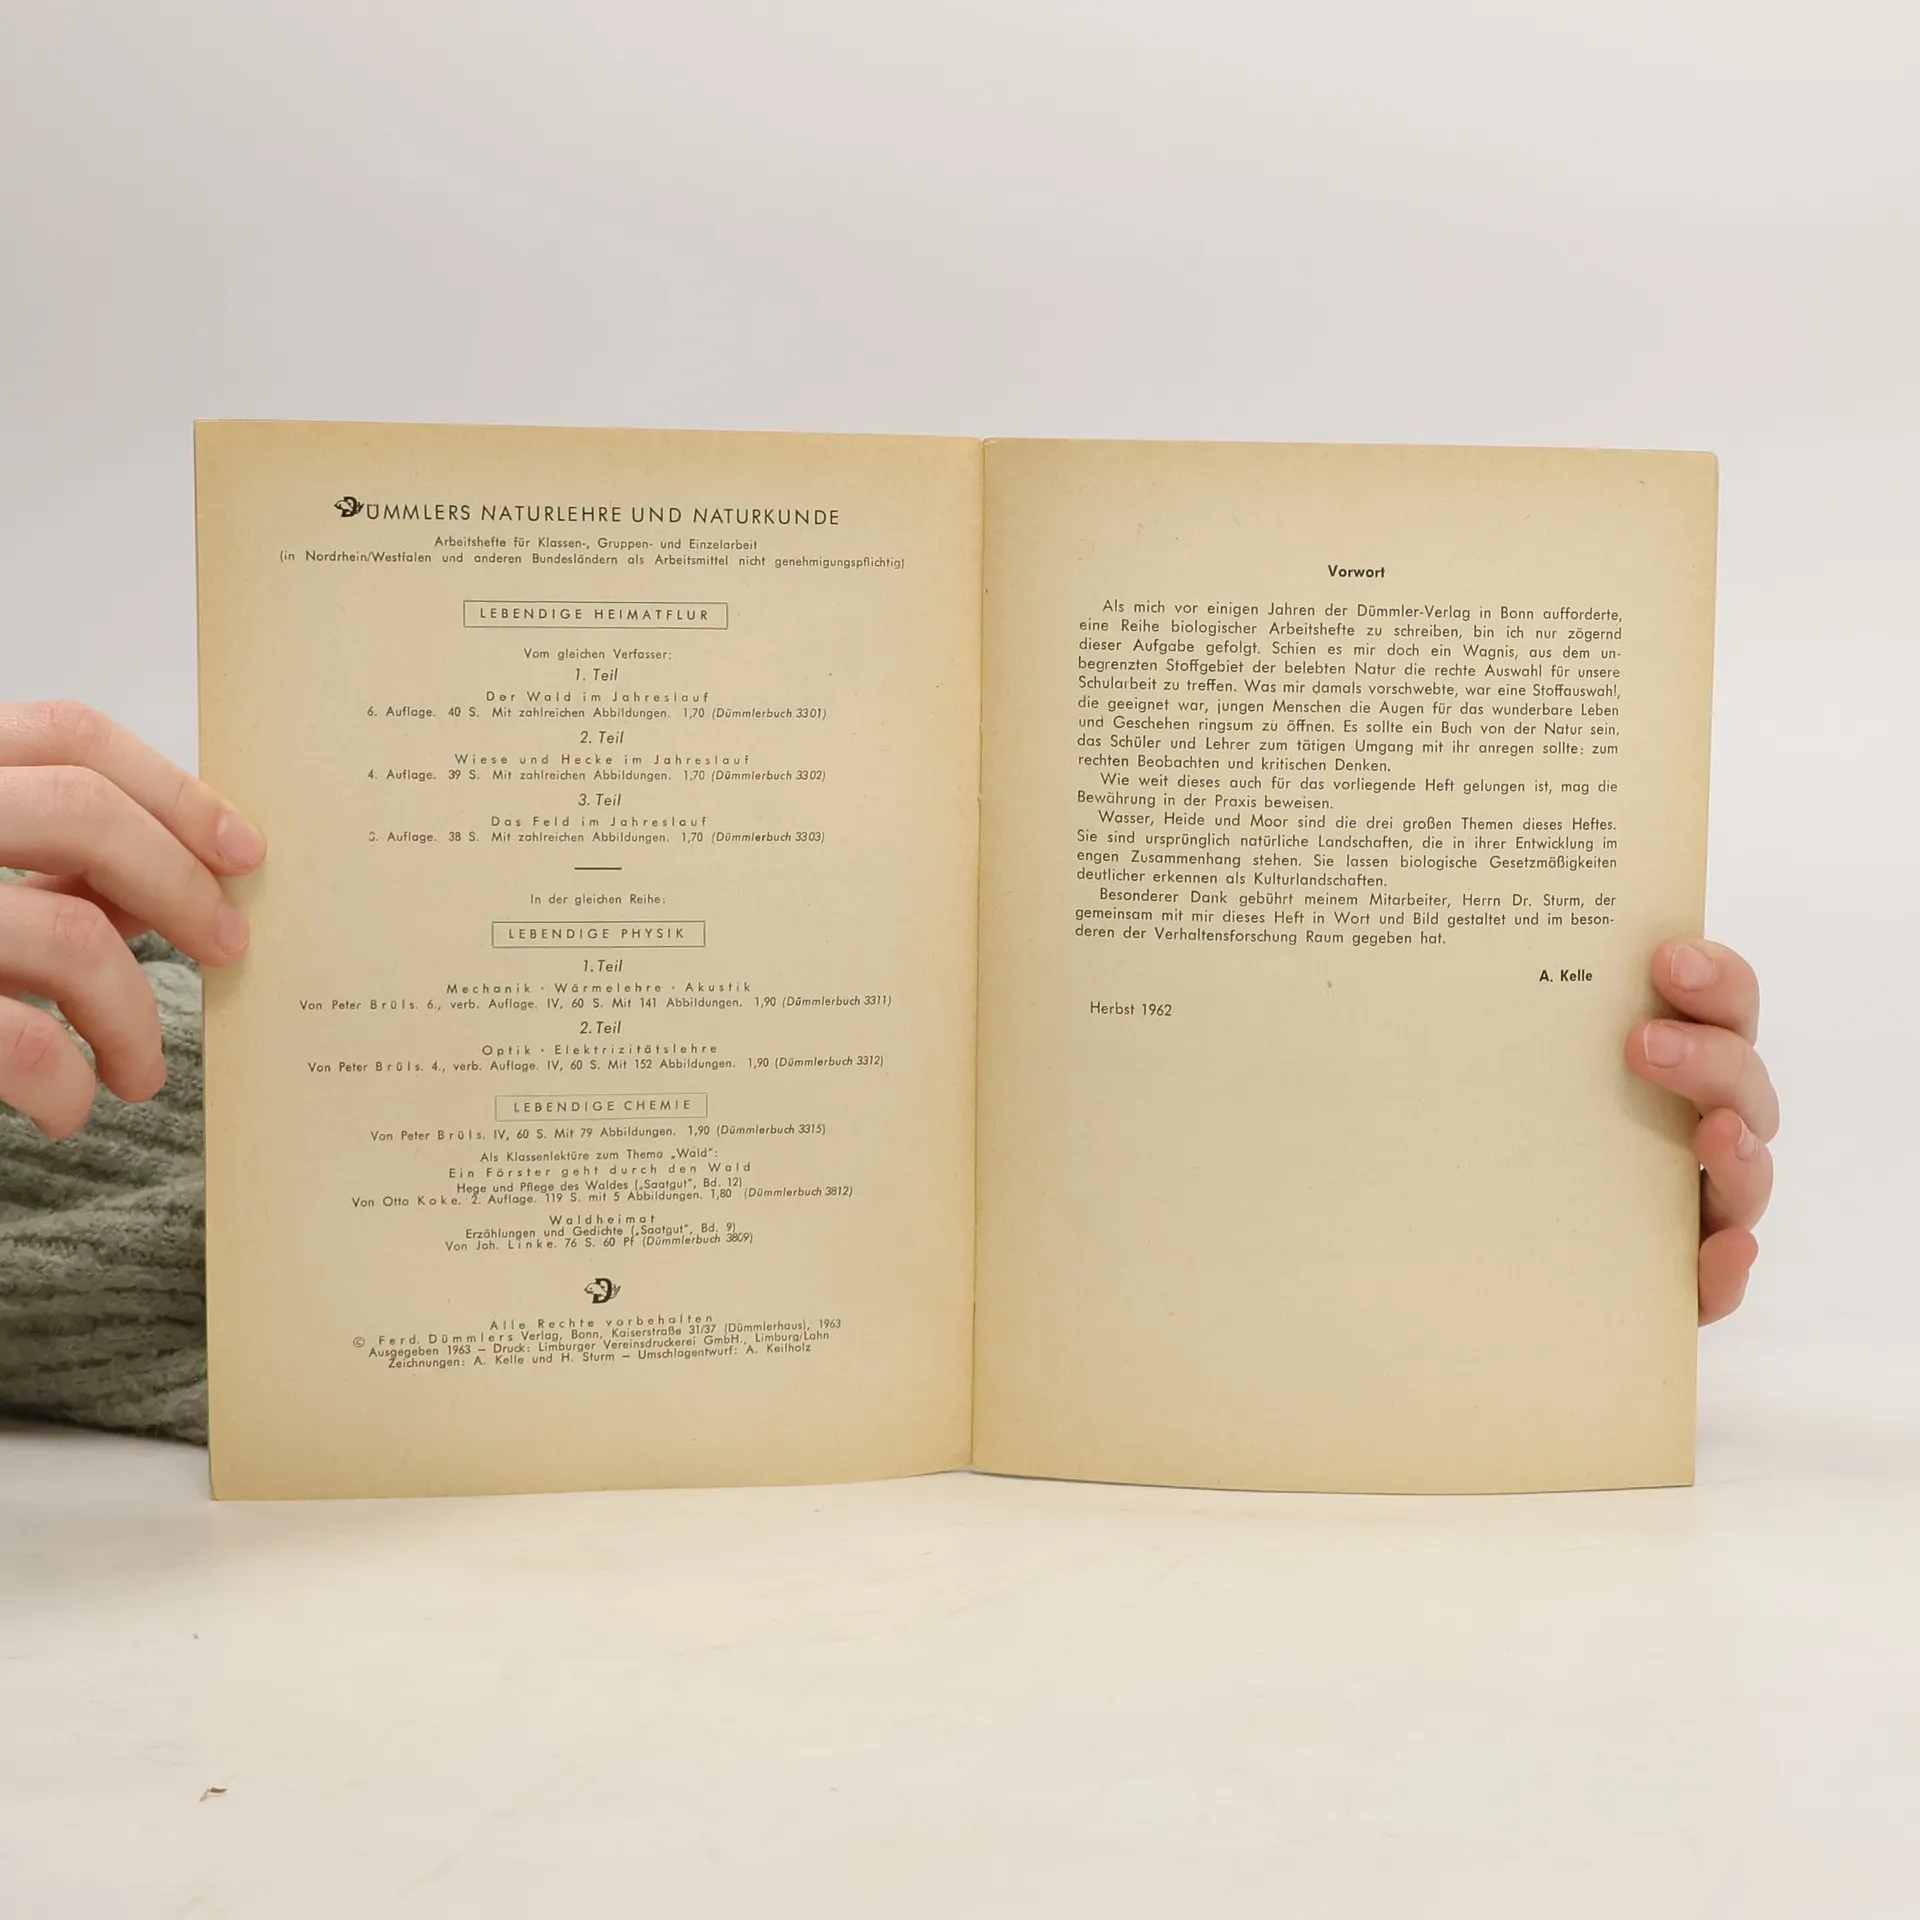 DÜMMLERS NATURLEHRE UND NATURKUNDE
Arbeitshefte für Klassen-, Gruppen- und Einzelarbeit
(in Nordrhein/Westfalen und anderen Bundesländern als Arbeitsmittel nicht genehmigungspflichtig)
LEBENDIGE HEIMATFLUR
Vom gleichen Verfasser:
1. Teil
Der Wald im Jahreslauf
6. Auflage. 40 S. Mit zahlreichen Abbildungen. 1,70 (Dümmlerbuch 3301)
2. Teil
Wiese und Hecke im Jahreslauf
4. Auflage. 39 S. Mit zahlreichen Abbildungen. 1,70 (Dümmlerbuch 3302)
3. Teil
Das Feld im Jahreslauf
3. Auflage. 38 S. Mit zahlreichen Abbildungen. 1,70 (Dümmlerbuch 3303)
In der gleichen Reihe:
LEBENDIGE PHYSIK
1. Teil
Mechanik · Wärmelehre · Akustik
Von Peter Brüls. 6., verb. Auflage. IV, 60 S. Mit 141 Abbildungen. 1,90 (Dümmlerbuch 3311)
2. Teil
Optik · Elektrizitätslehre
Von Peter Brüls. 4., verb. Auflage. IV, 60 S. Mit 152 Abbildungen. 1,90 (Dümmlerbuch 3312)
LEBENDIGE CHEMIE
Von Peter Brüls. IV, 60 S. Mit 79 Abbildungen. 1,90 (Dümmlerbuch 3315)
Als Klassenlektüre zum Thema „Wald“:
Ein Förster geht durch den Wald
Hege und Pflege des Waldes („Saatgut“, Bd. 12)
Von Otto Koke. 2. Auflage. 119 S. mit 5 Abbildungen. 1,80 (Dümmlerbuch 3812)
Waldheimat
Erzählungen und Gedichte („Saatgut“, Bd. 9)
Von Joh. Linke. 76 S. 60 Pf (Dümmlerbuch 3809)
D
Alle Rechte vorbehalten
© Ferd. Dümmlers Verlag, Bonn, Kaiserstraße 31/37 (Dümmlerhaus), 1963
Ausgegeben 1963 – Druck: Limburger Vereinsdruckerei GmbH., Limburg/Lahn
Zeichnungen: A. Kelle und H. Sturm – Umschlagentwurf: A. Keilholz
Vorwort
Als mich vor einigen Jahren der Dümmler-Verlag in Bonn aufforderte,
eine Reihe biologischer Arbeitshefte zu schreiben, bin ich nur zögernd
dieser Aufgabe gefolgt. Schien es mir doch ein Wagnis, aus dem un-
begrenzten Stoffgebiet der belebten Natur die rechte Auswahl für unsere
Schularbeit zu treffen. Was mir damals vorschwebte, war eine Stoffauswahl,
die geeignet war, jungen Menschen die Augen für das wunderbare Leben
und Geschehen ringsum zu öffnen. Es sollte ein Buch von der Natur sein,
das Schüler und Lehrer zum tätigen Umgang mit ihr anregen sollte: zum
rechten Beobachten und kritischen Denken.
Wie weit dieses auch für das vorliegende Heft gelungen ist, mag die
Bewährung in der Praxis beweisen.
Wasser, Heide und Moor sind die drei großen Themen dieses Heftes.
Sie sind ursprünglich natürliche Landschaften, die in ihrer Entwicklung im
engen Zusammenhang stehen. Sie lassen biologische Gesetzmäßigkeiten
deutlicher erkennen als Kulturlandschaften.
Besonderer Dank gebührt meinem Mitarbeiter, Herrn Dr. Sturm, der
gemeinsam mit mir dieses Heft in Wort und Bild gestaltet und im beson-
deren der Verhaltensforschung Raum gegeben hat.
A. Kelle
Herbst 1962